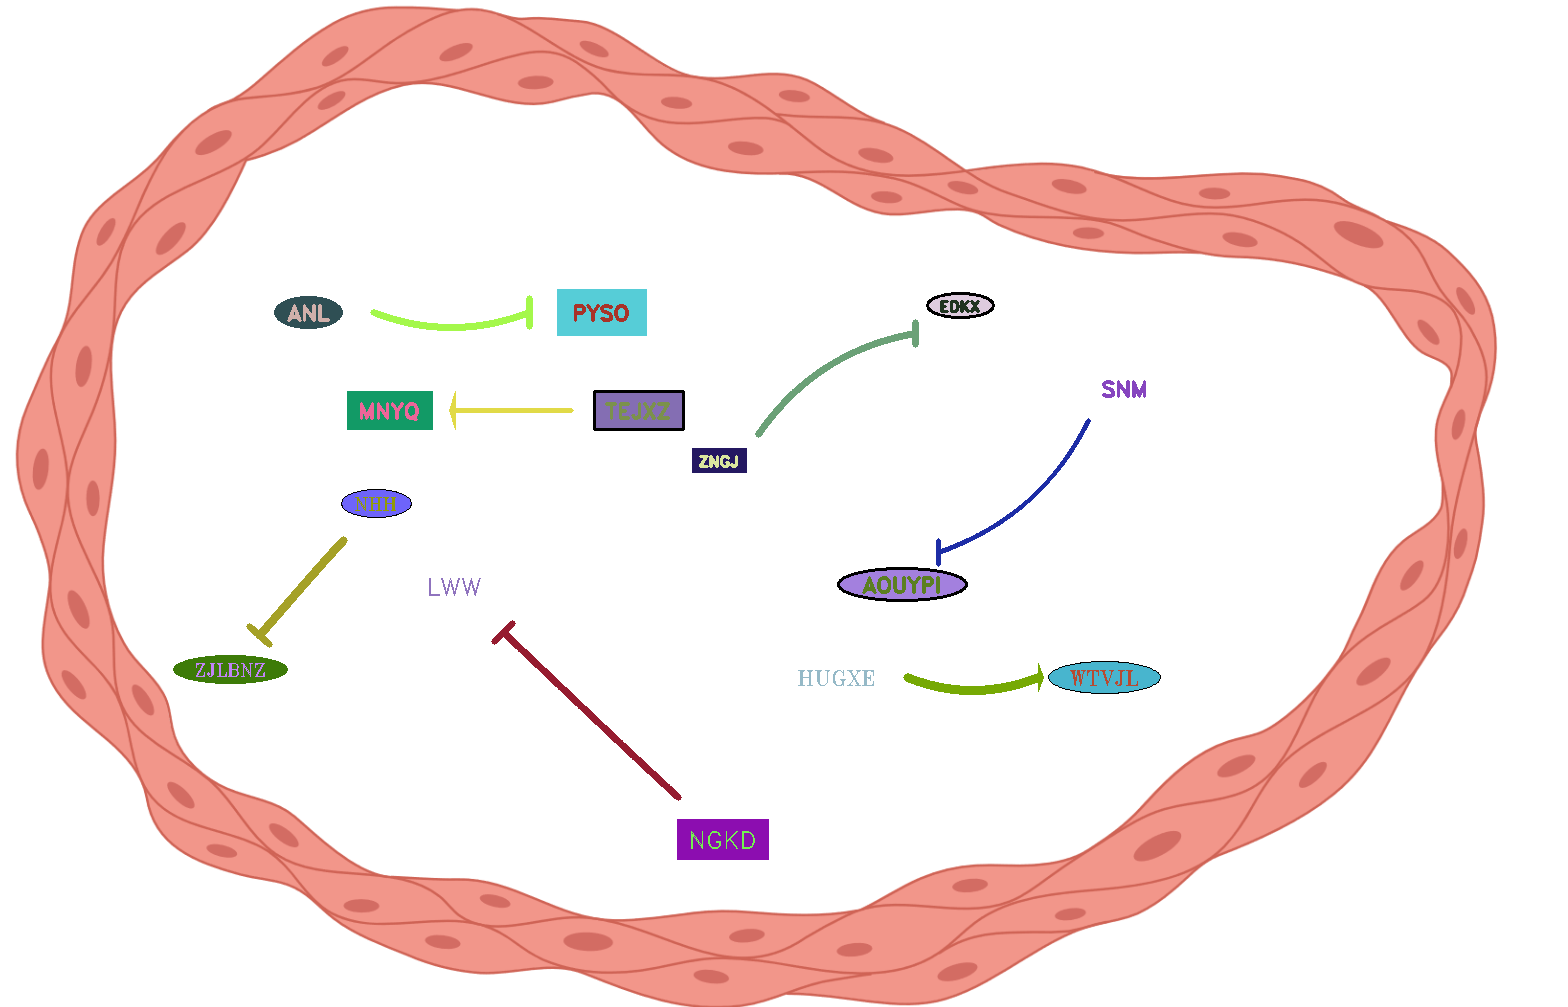 ANL
PYSO
EDKX
SNM
MNYQ
TEJXZ
ZNGJ
LWW
AOUYPI
ZJLBNZ
HUGXE
WTVJL
NGKD